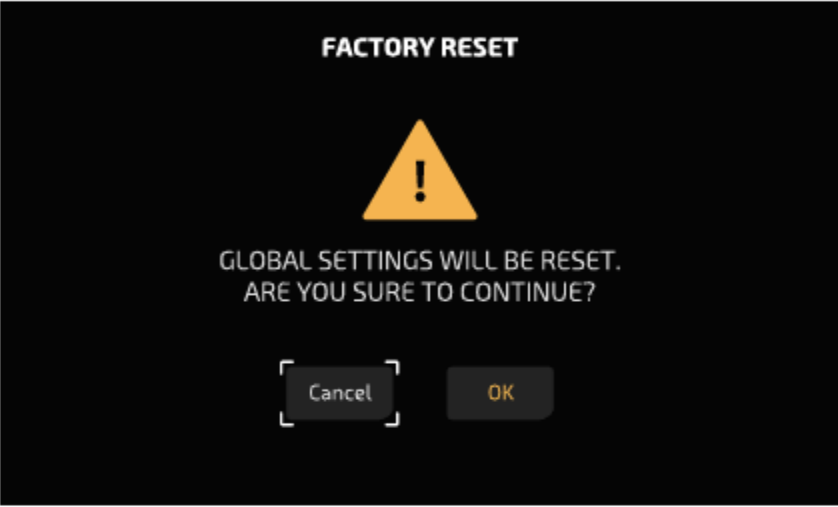 FACTORY RESET
!
GLOBAL SETTINGS WILL BE RESET.
ARE YOU SURE TO CONTINUE?
Cancel OK